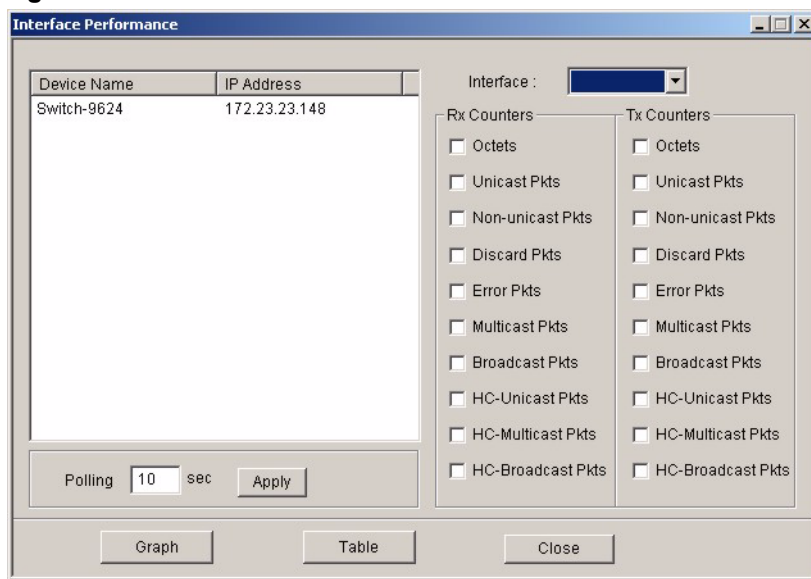 Interface Performance
Device Name IP Address
Switch-9624 172.23.23.148
Polling 10 sec Apply
Interface :
Rx Counters
Octets
Unicast Pkts
Non-unicast Pkts
Discard Pkts
Error Pkts
Multicast Pkts
Broadcast Pkts
HC-Unicast Pkts
HC-Multicast Pkts
HC-Broadcast Pkts
Tx Counters
Octets
Unicast Pkts
Non-unicast Pkts
Discard Pkts
Error Pkts
Multicast Pkts
Broadcast Pkts
HC-Unicast Pkts
HC-Multicast Pkts
HC-Broadcast Pkts
Graph Table Close